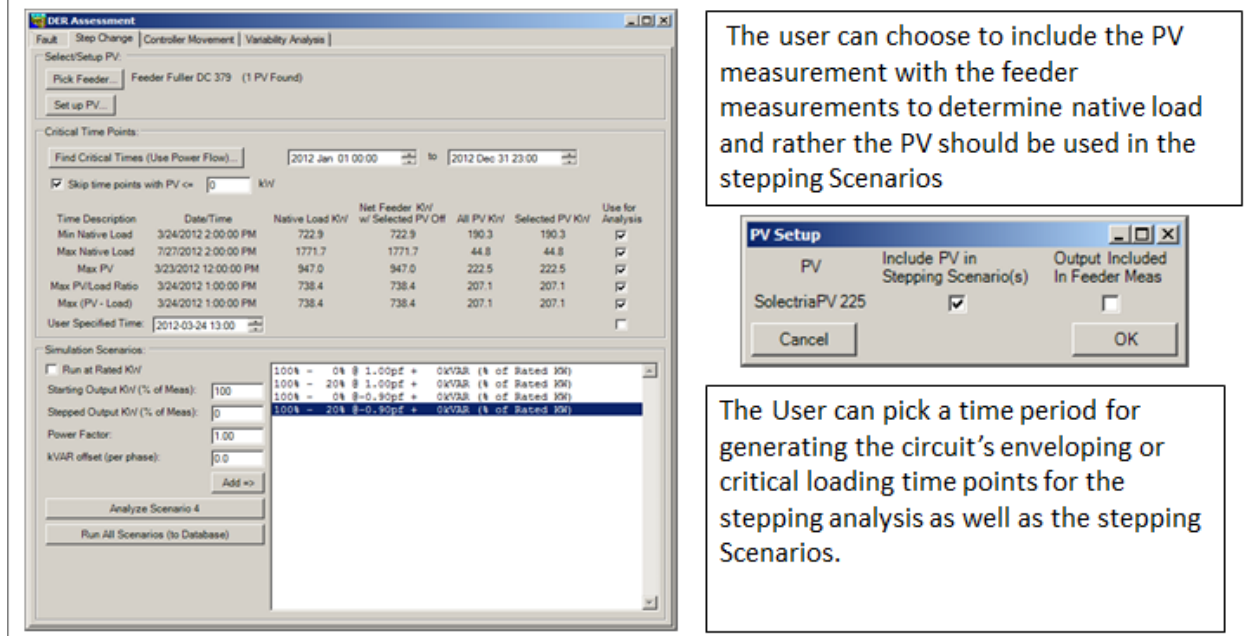 DER Assessment
Fault Step Change Controller Movement Variability Analysis
Select/Setup PV:
Pick Feeder... Feeder Fuller DC 379 (1 PV Found)
Set up PV...
Critical Time Points:
Find Critical Times (Use Power Flow)... 2012 Jan 01 00:00 to 2012 Dec 31 23:00
Skip time points with PV <= 0 kW
Net Feeder KW Use for
Time Description Date/Time Native Load KW w/ Selected PV Off All PV KW Selected PV KW Analysis
Min Native Load 3/24/2012 2:00:00 PM 722.9 722.9 190.3 190.3
Max Native Load 7/27/2012 2:00:00 PM 1771.7 1771.7 44.8 44.8
Max PV 3/23/2012 12:00:00 PM 947.0 947.0 222.5 222.5
Max PV/Load Ratio 3/24/2012 1:00:00 PM 738.4 738.4 207.1 207.1
Max (PV - Load) 3/24/2012 1:00:00 PM 738.4 738.4 207.1 207.1
User Specified Time: 2012-03-24 13:00
Simulation Scenarios:
Run at Rated KW
Starting Output KW (% of Meas): 100
Stepped Output KW (% of Meas): 0
Power Factor: 1.00
kVAR offset (per phase): 0.0
Add =>
Analyze Scenario 4
Run All Scenarios (to Database)
100% - 0% @ 1.00pf + 0kVAR (% of Rated KW)
100% - 20% @ 1.00pf + 0kVAR (% of Rated KW)
100% - 0% @-0.90pf + 0kVAR (% of Rated KW)
100% - 20% @-0.90pf + 0kVAR (% of Rated KW)
The user can choose to include the PV
measurement with the feeder
measurements to determine native load
and rather the PV should be used in the
stepping Scenarios
PV Setup
PV Include PV in Output Included
Stepping Scenario(s) In Feeder Meas
SolectriaPV 225
Cancel OK
The User can pick a time period for
generating the circuit's enveloping or
critical loading time points for the
stepping analysis as well as the stepping
Scenarios.